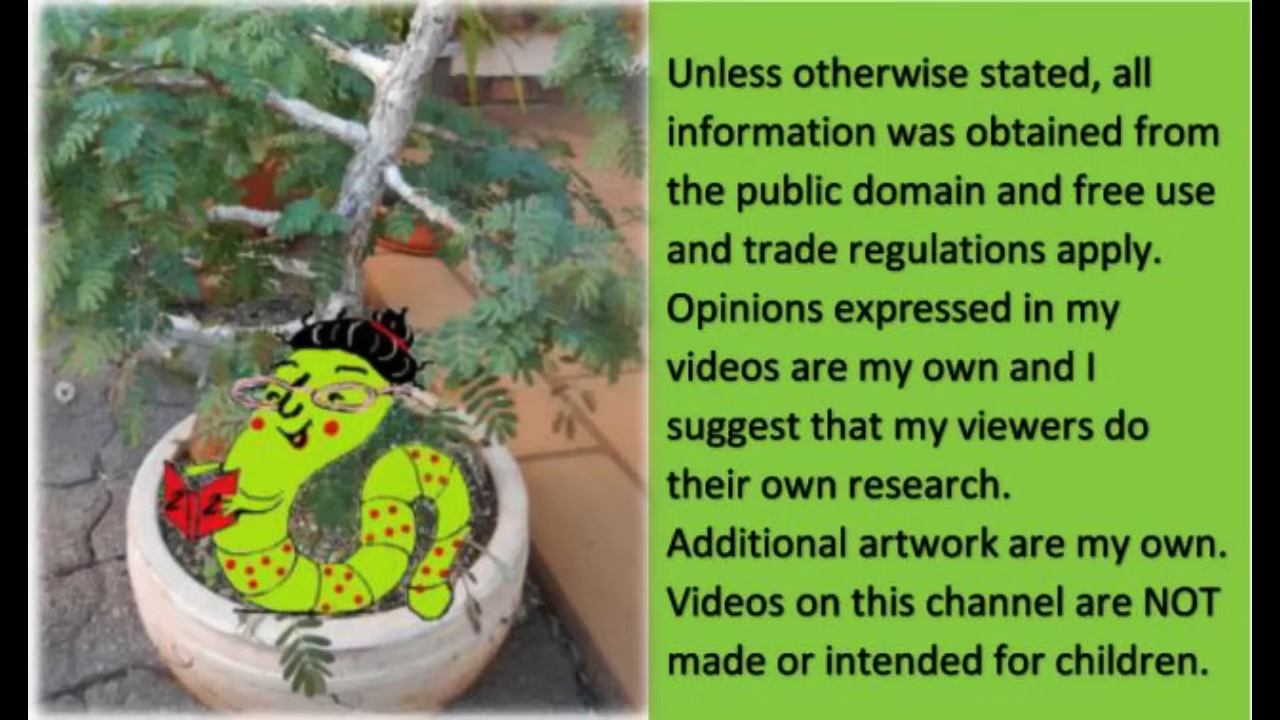 Unless otherwise stated, all
information was obtained from
the public domain and free use
and trade regulations apply.
Opinions expressed in my
videos are my own and I
suggest that my viewers do
their own research.
Additional artwork are my own.
Videos on this channel are NOT
made or intended for children.